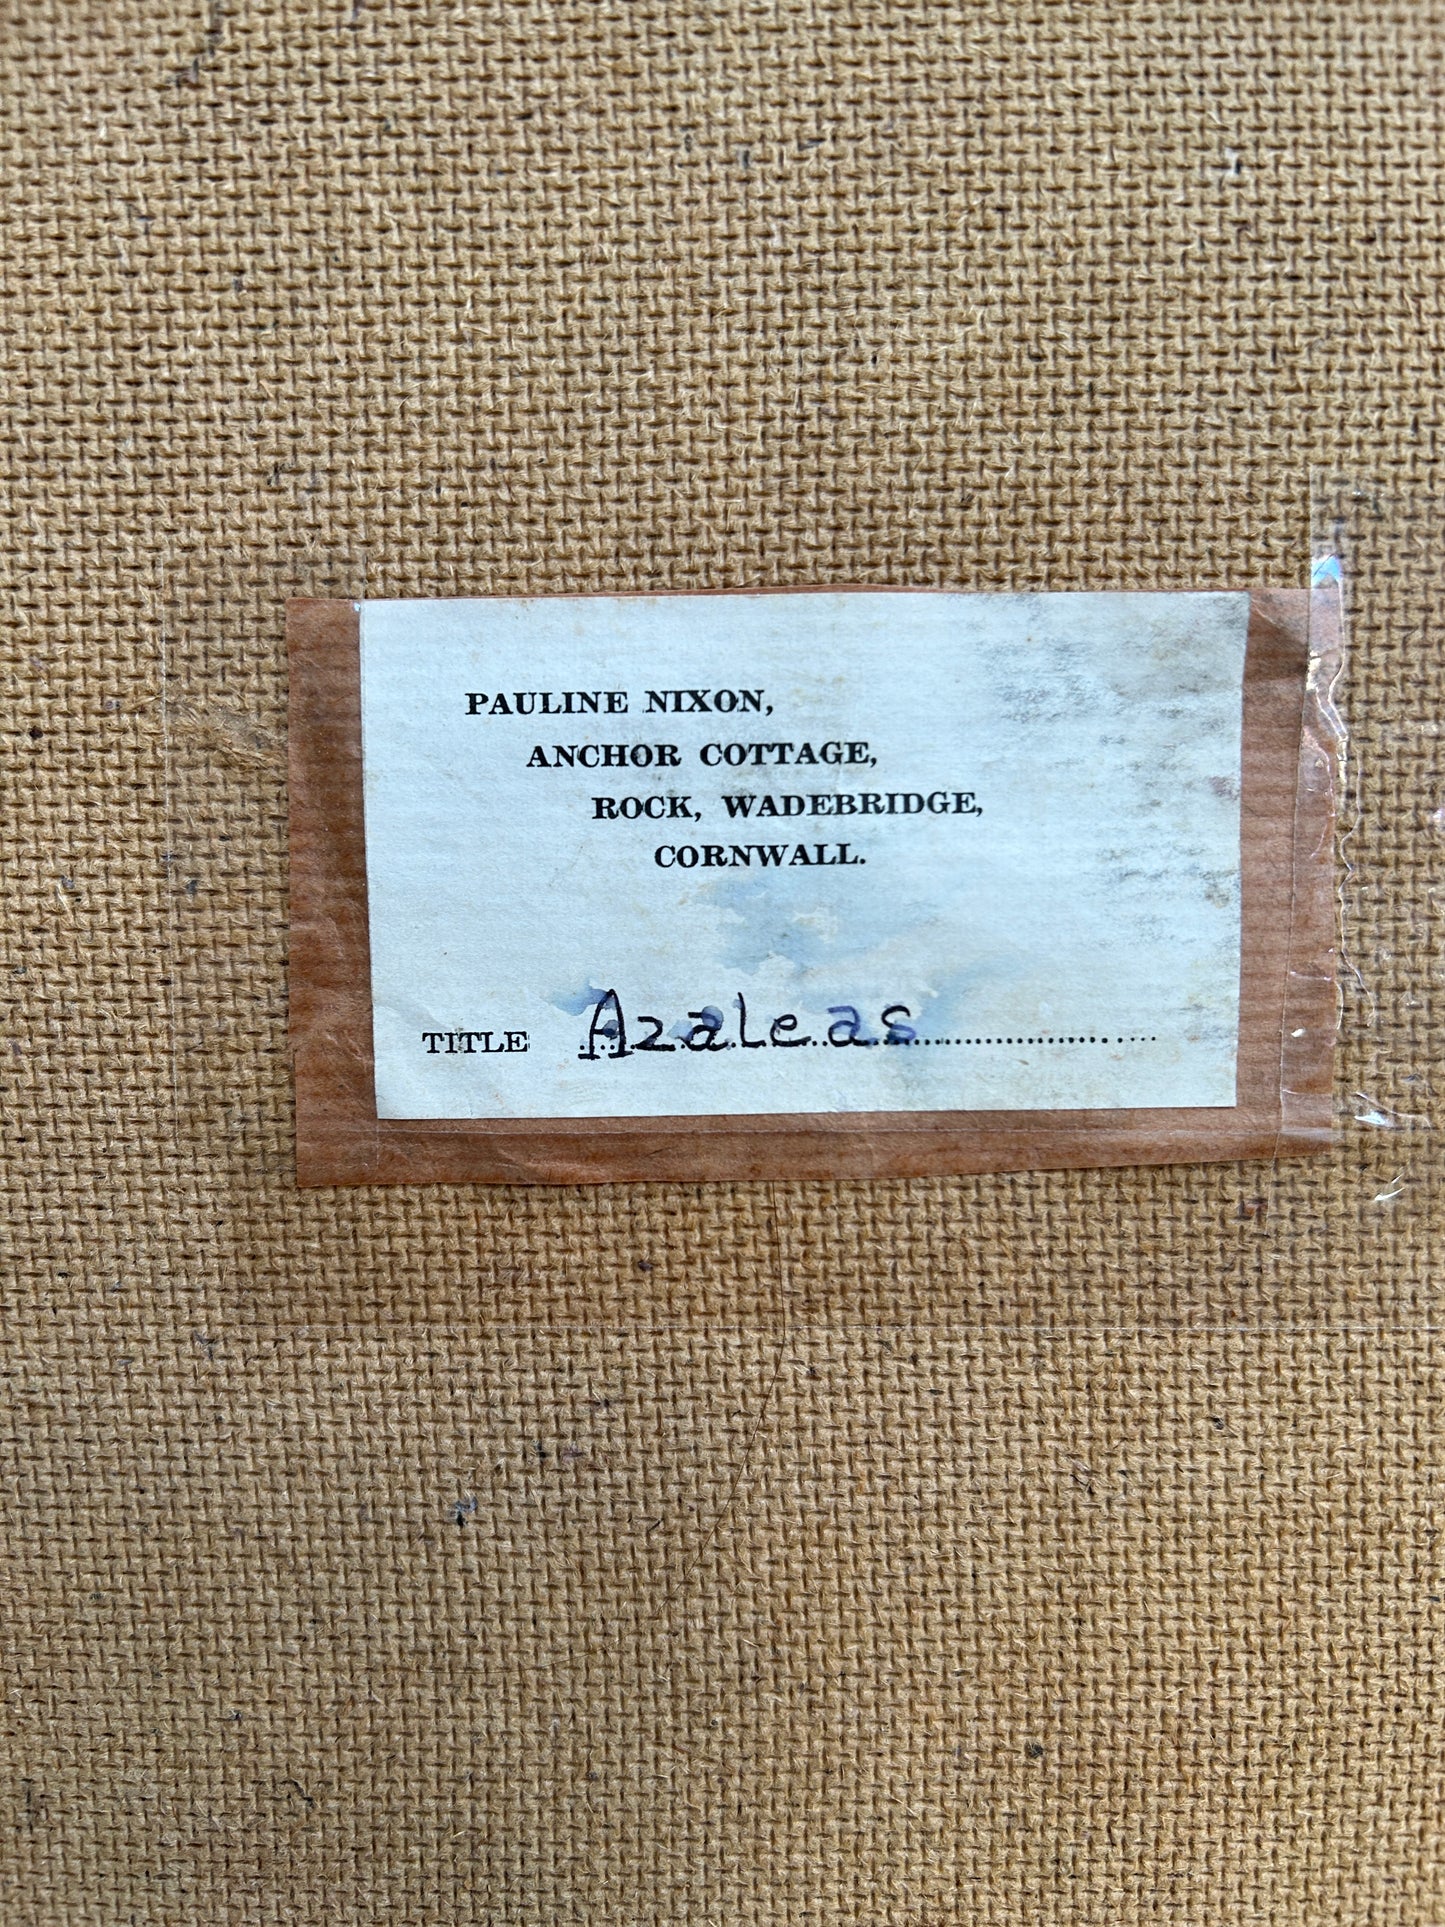 PAULINE NIXON,
ANCHOR COTTAGE,
ROCK, WADEBRIDGE,
CORNWALL.
TITLE Azaleas